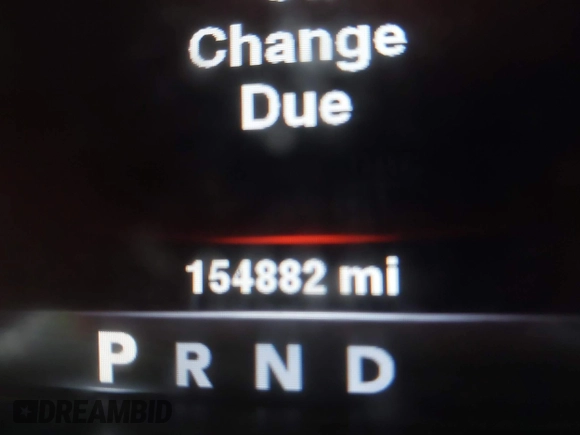 Change
Due
154882 mi
P R N D
DREAMBID